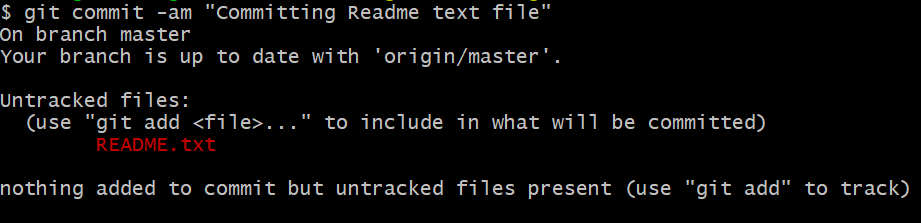 $ git commit -am "Committing Readme text file"
On branch master
Your branch is up to date with 'origin/master'.
Untracked files:
(use "git add <file>..." to include in what will be committed)
README.txt
nothing added to commit but untracked files present (use "git add" to track)